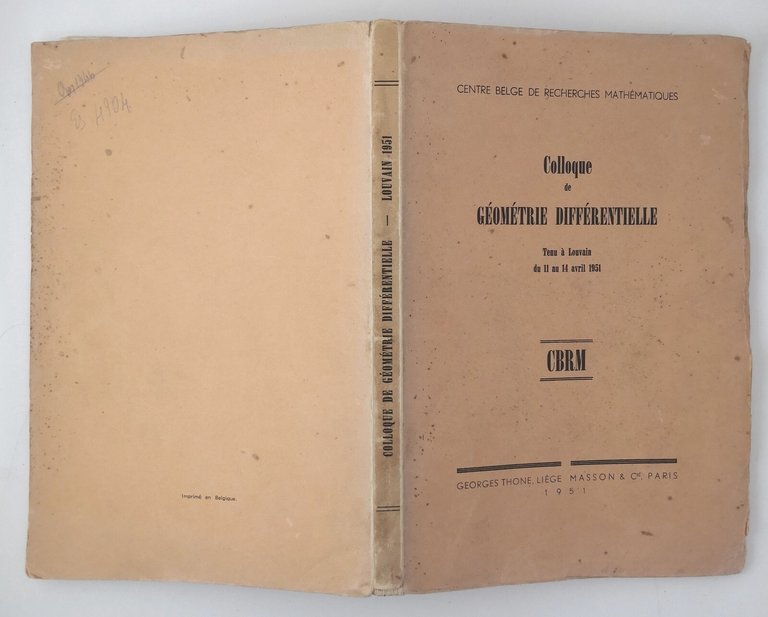 4904
Imprimé en Belgique.
COLLOQUE DE GÉOMÉTRIE DIFFÉRENTIELLE — LOUVAIN 1951
CENTRE BELGE DE RECHERCHES MATHÉMATIQUES
Colloque
de
GÉOMÉTRIE DIFFÉRENTIELLE
Tenu à Louvain
du 11 au 14 avril 1951
CBRM
GEORGES THONE, LIÈGE MASSON & Cie, PARIS
1951